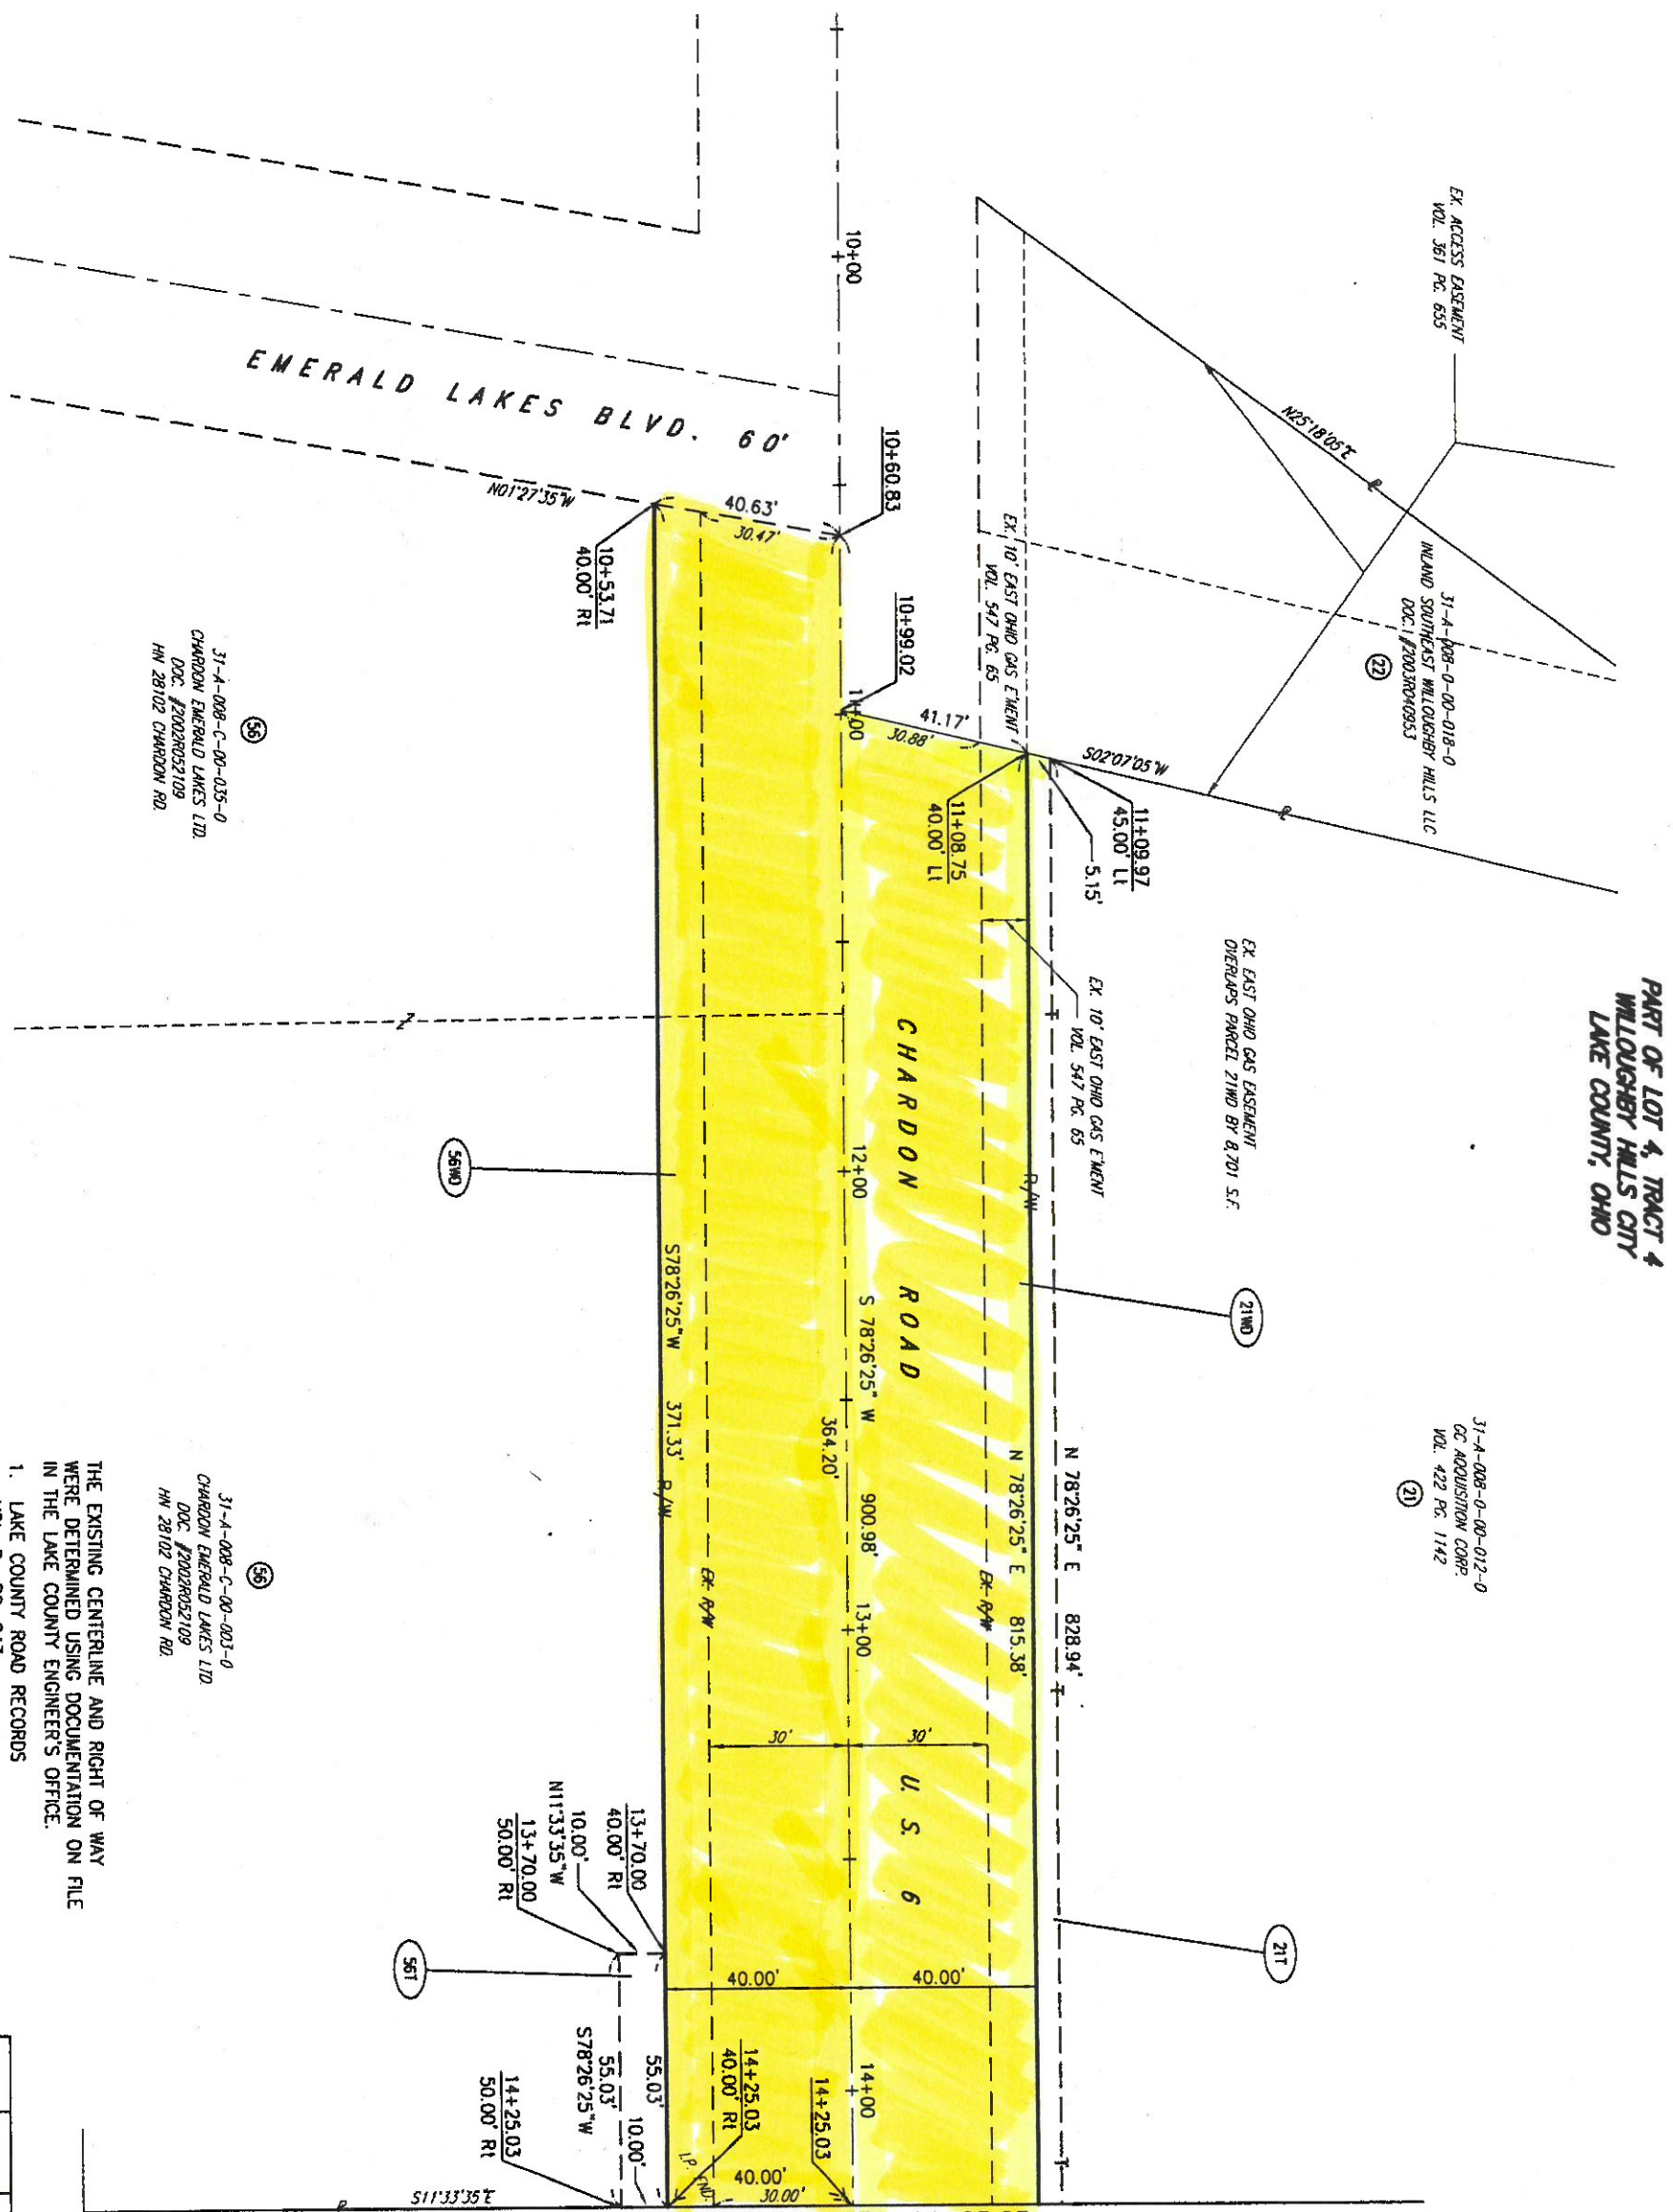 PART OF LOT 4, TRACT 4
WILLOUGHBY HILLS CITY
LAKE COUNTY, OHIO
EX. ACCESS EASEMENT
VOL. 361 PG. 655
N25°18'05"E
31-A-008-0-00-018-0
INLAND SOUTHEAST WILLOUGHBY HILLS LLC
DOC. #2003R040953
22
S02°07'05"W
EX. 10' EAST OHIO GAS E'MENT
VOL. 547 PG. 65
EX. EAST OHIO GAS EASEMENT
OVERLAPS PARCEL 21WD BY 8,701 S.F.
EX. 10' EAST OHIO GAS E'MENT
VOL. 547 PG. 65
31-A-008-0-00-012-0
GC ACQUISITION CORP.
VOL. 422 PG. 1142
21
21WD
21T
11+09.97
45.00' Lt
5.15'
11+08.75
40.00' Lt
N 78°26'25" E 828.94'
R/W
N 78°26'25" E 815.38'
EX. R/W
41.17'
30.88'
10+99.02
10+60.83
10+00
11+00
12+00
13+00
14+00
CHARDON ROAD U. S. 6
S 78°26'25" W 900.98'
364.20'
30'
30'
40.00'
40.00'
14+25.03
40.63'
30.47'
EMERALD LAKES BLVD. 60'
N01°27'35"W
10+53.71
40.00' Rt
EX. R/W
S78°26'25"W 371.33' R/W
56WD
13+70.00
40.00' Rt
N11°33'35"W
10.00'
13+70.00
50.00' Rt
56T
55.03'
S78°26'25"W
55.03'
10.00'
14+25.03
40.00' Rt
14+25.03
50.00' Rt
I.P. FND.
40.00'
30.00'
S11°33'35"E
56
31-A-008-C-00-035-0
CHARDON EMERALD LAKES LTD.
DOC. #2002R052109
HN 28102 CHARDON RD.
56
31-A-008-C-00-003-0
CHARDON EMERALD LAKES LTD.
DOC. #2002R052109
HN 28102 CHARDON RD.
THE EXISTING CENTERLINE AND RIGHT OF WAY
WERE DETERMINED USING DOCUMENTATION ON FILE
IN THE LAKE COUNTY ENGINEER'S OFFICE.
1. LAKE COUNTY ROAD RECORDS